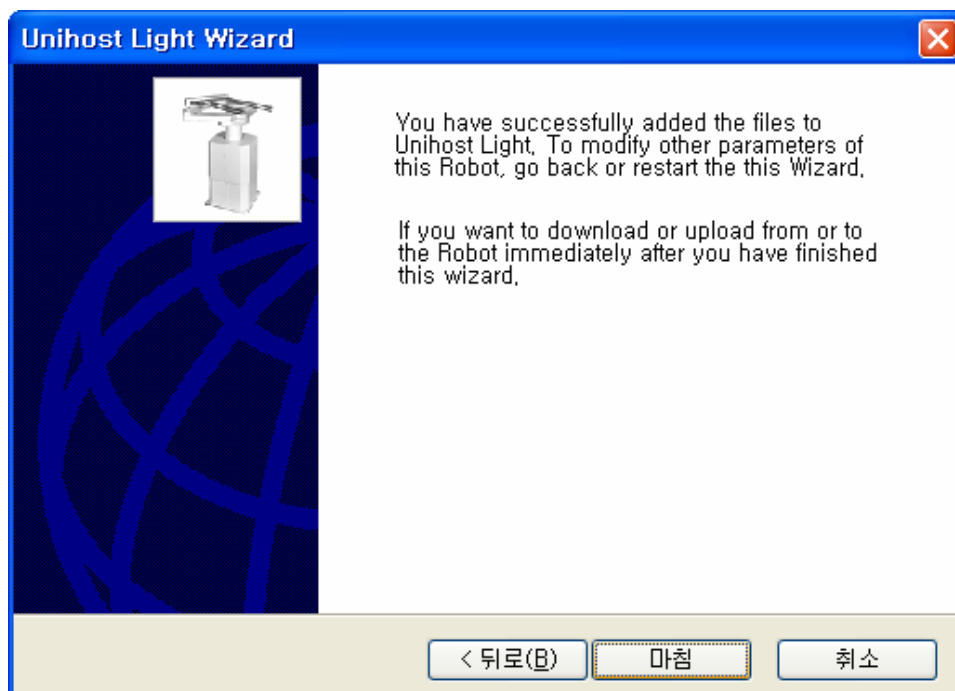 Unihost Light Wizard
You have successfully added the files to
Unihost Light. To modify other parameters of
this Robot, go back or restart the this Wizard.
If you want to download or upload from or to
the Robot immediately after you have finished
this wizard.
< 뒤로(B)
마침
취소